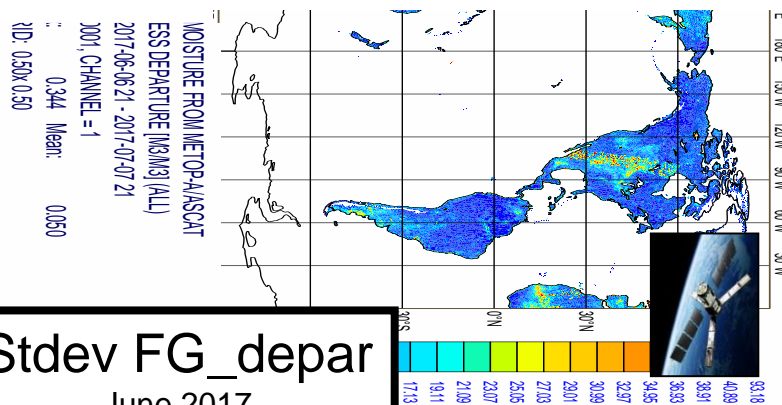 MOISTURE FROM METOP-A/ASCAT
ESS DEPARTURE [M3/M3] (ALL)
2017-06-06 21 - 2017-07-07 21
0001, CHANNEL = 1
: 0.344 Mean: 0.050
RID: 0.50x 0.50
150°W
120°W
90°W
60°W
30°W
30°S
0°N
30°N
17.13
19.11
21.09
23.07
25.05
27.03
29.01
30.99
32.97
34.95
36.93
38.91
40.89
93.18
Stdev FG_depar
June 2017